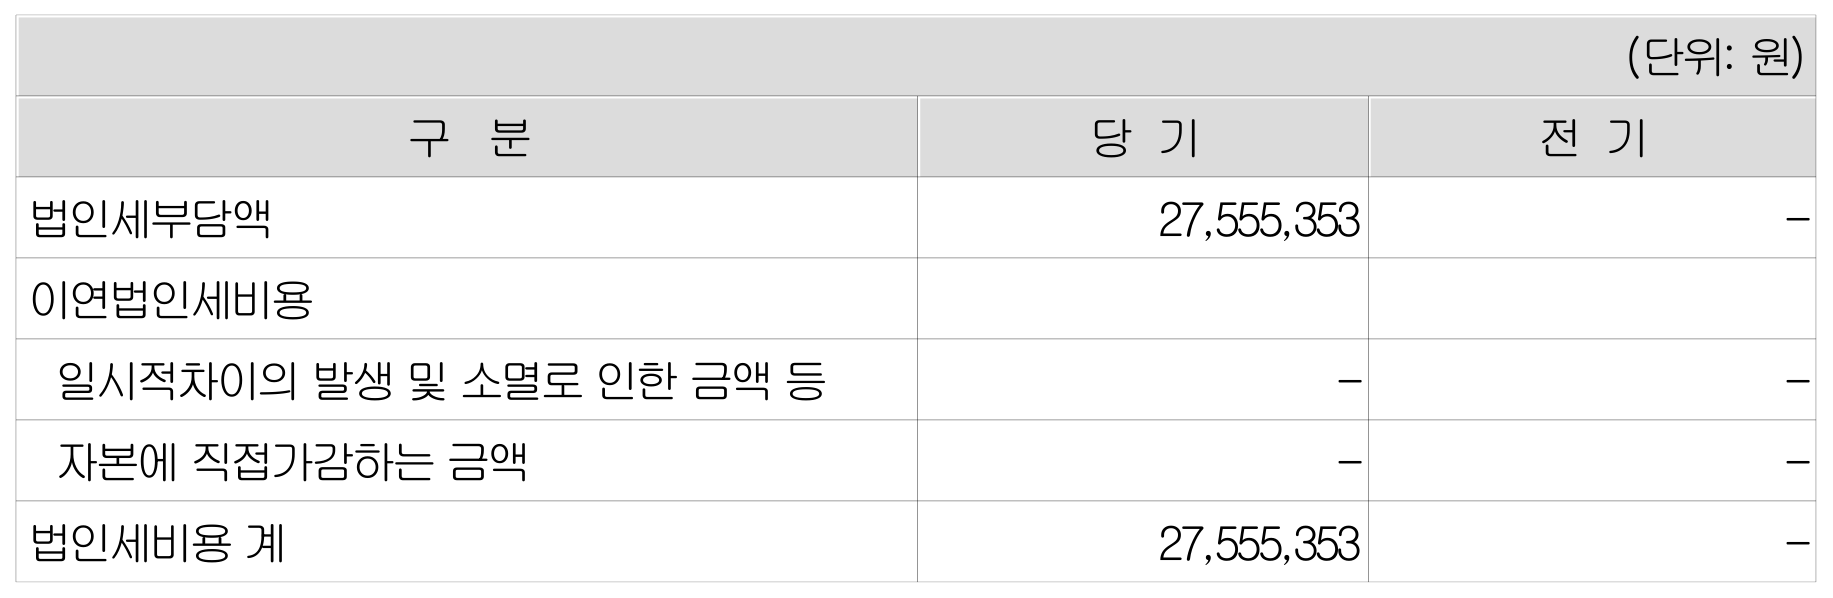 (단위: 원)
구 분 당 기 전 기
법인세부담액 27,555,353 -
이연법인세비용
일시적차이의 발생 및 소멸로 인한 금액 등 - -
자본에 직접가감하는 금액 - -
법인세비용 계 27,555,353 -